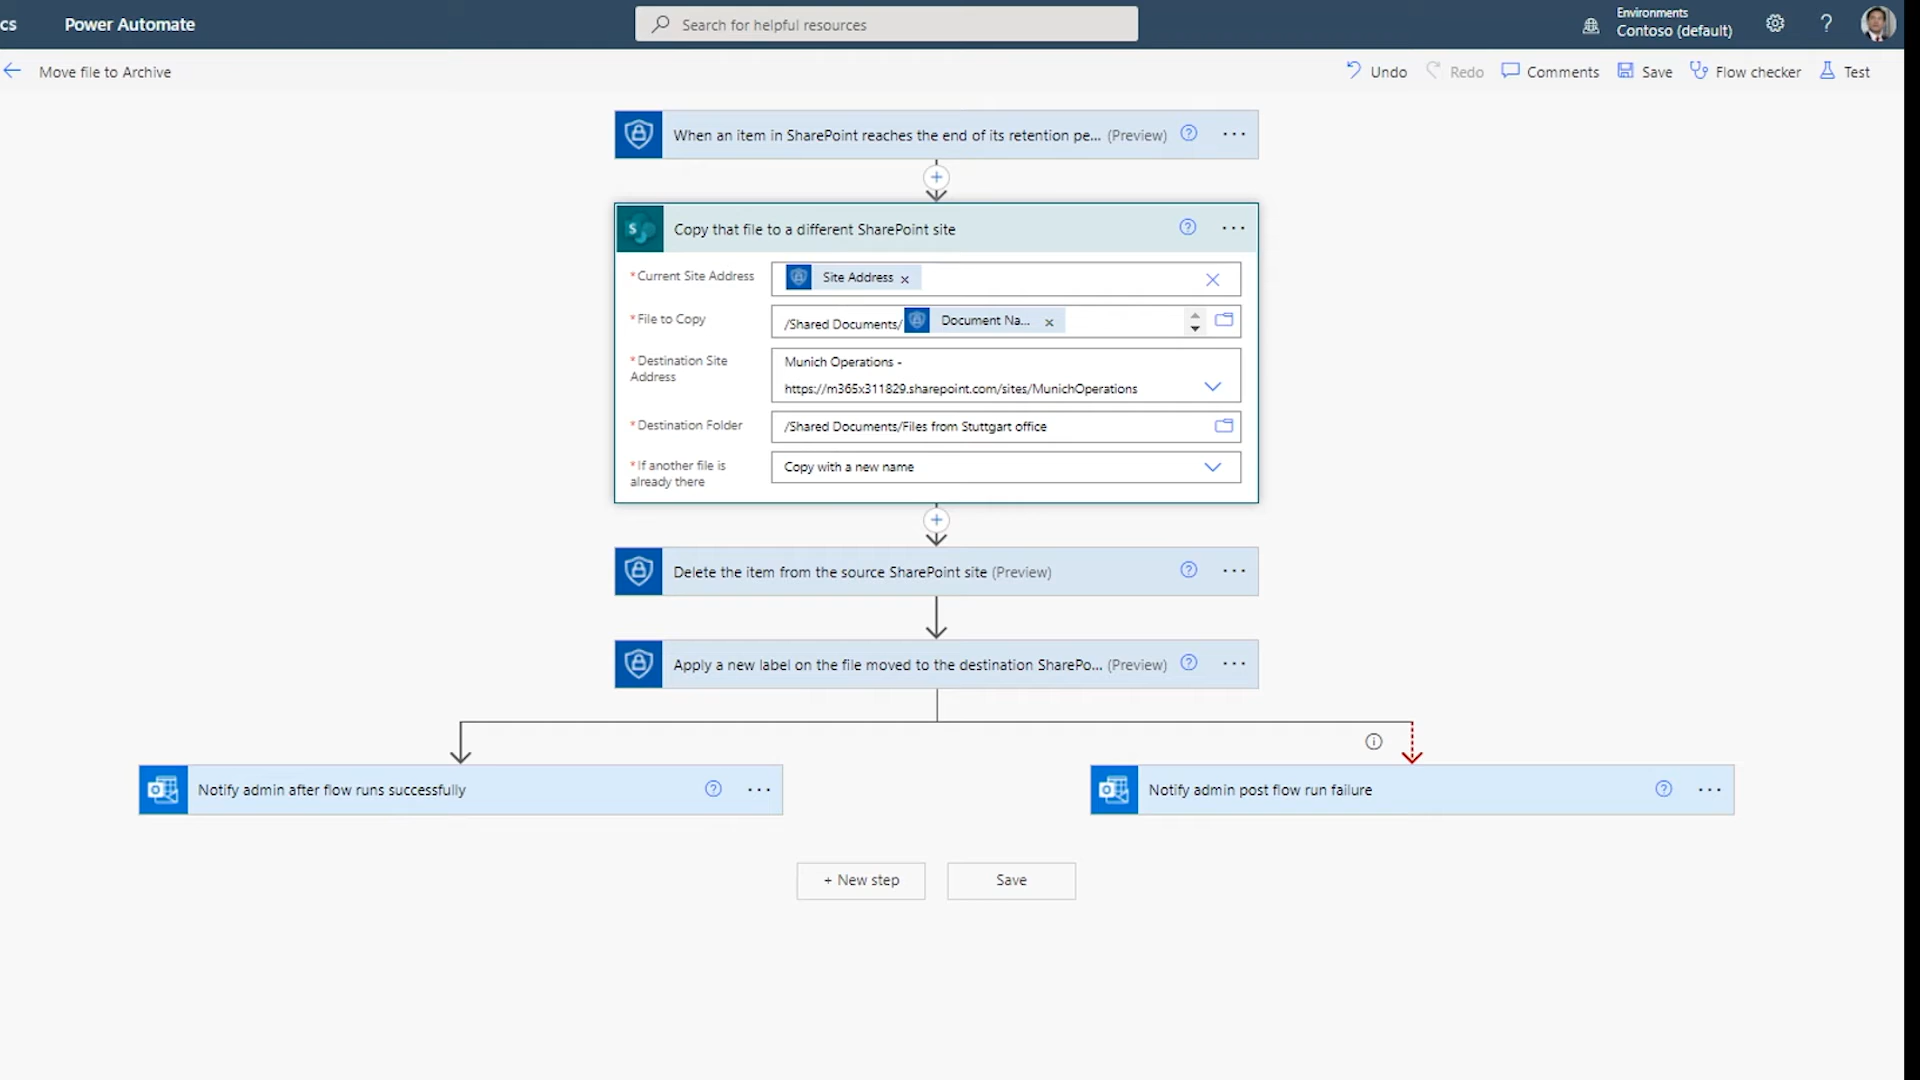 cs
Power Automate
Search for helpful resources
Environments
Contoso (default)
?
Move file to Archive
Undo
Redo
Comments
Save
Flow checker
Test
When an item in SharePoint reaches the end of its retention pe... (Preview)
Copy that file to a different SharePoint site
*Current Site Address
Site Address ×
*File to Copy
/Shared Documents/
Document Na... ×
*Destination Site
Address
Munich Operations -
https://m365x311829.sharepoint.com/sites/MunichOperations
*Destination Folder
/Shared Documents/Files from Stuttgart office
*If another file is
already there
Copy with a new name
Delete the item from the source SharePoint site (Preview)
Apply a new label on the file moved to the destination SharePo... (Preview)
Notify admin after flow runs successfully
Notify admin post flow run failure
+ New step
Save